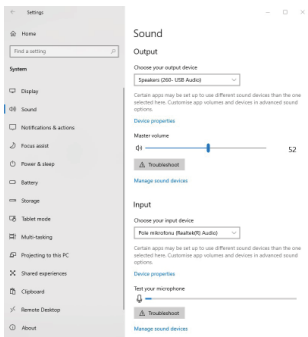 Settings
Home
Find a setting
System
Display
Sound
Notifications & actions
Focus assist
Power & sleep
Battery
Storage
Tablet mode
Multi-tasking
Projecting to this PC
Shared experiences
Clipboard
Remote Desktop
About
Sound
Output
Choose your output device
Speakers (260- USB Audio)
Certain apps may be set up to use different sound devices than the one
selected here. Customise app volumes and devices in advanced sound
options.
Device properties
Master volume
52
Troubleshoot
Manage sound devices
Input
Choose your input device
Pole mikrofonu (Realtek(R) Audio)
Certain apps may be set up to use different sound devices than the one
selected here. Customise app volumes and devices in advanced sound
options.
Device properties
Test your microphone
Troubleshoot
Manage sound devices